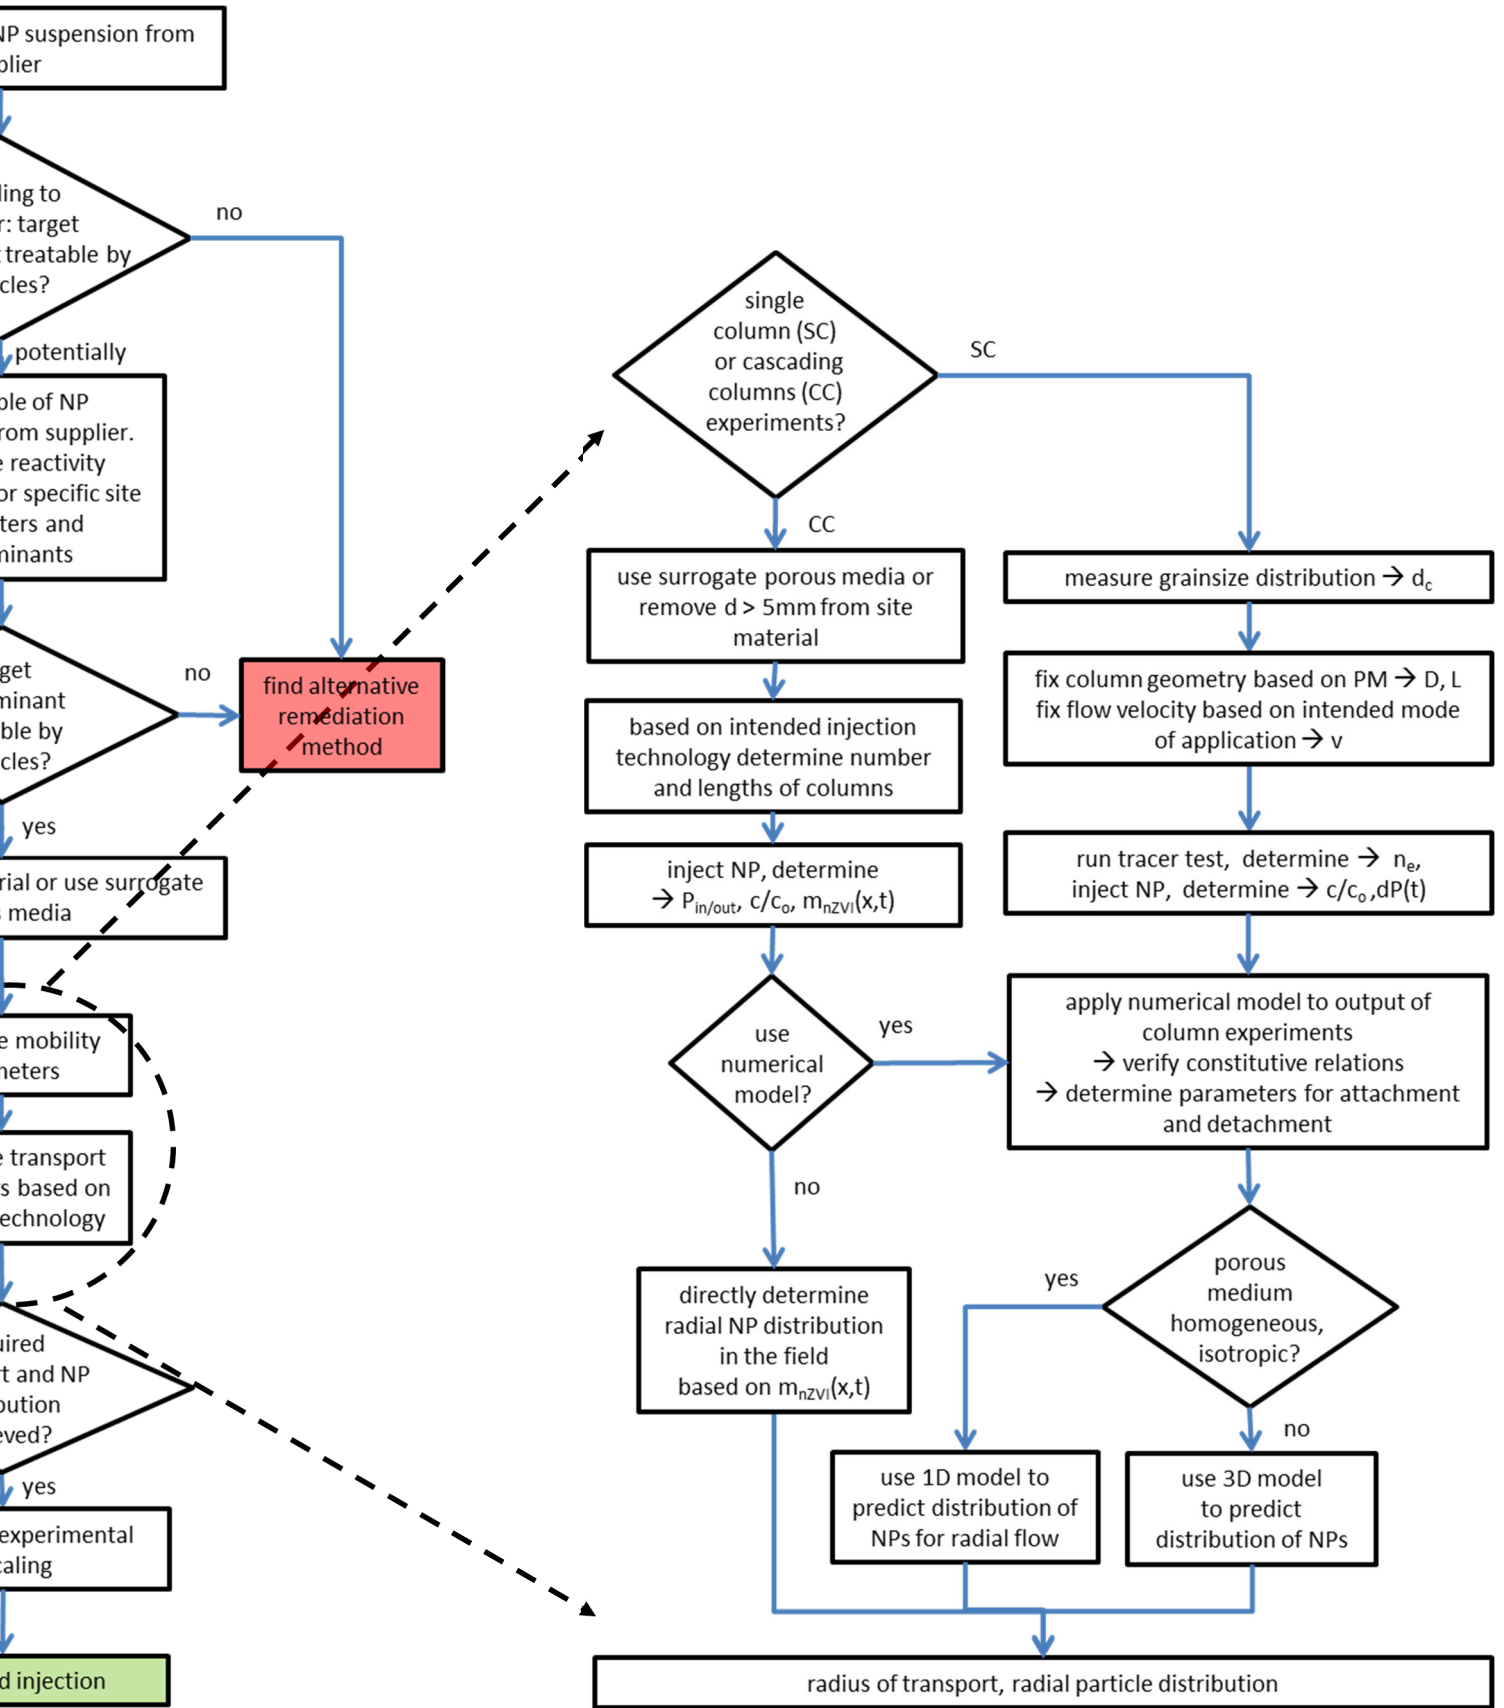 NP suspension from
plier
ling to
r: target
t treatable by
cles?
no
potentially
ple of NP
from supplier.
e reactivity
or specific site
ters and
minants
get
minant
ble by
cles?
no
find alternative
remediation
method
yes
rial or use surrogate
s media
e mobility
meters
e transport
rs based on
technology
uired
rt and NP
bution
eved?
yes
experimental
caling
d injection
single
column (SC)
or cascading
columns (CC)
experiments?
SC
CC
use surrogate porous media or
remove d > 5mm from site
material
based on intended injection
technology determine number
and lengths of columns
inject NP, determine
→ Pin/out, c/co, mnZVI(x,t)
use
numerical
model?
yes
no
directly determine
radial NP distribution
in the field
based on mnZVI(x,t)
measure grainsize distribution → dc
fix column geometry based on PM → D, L
fix flow velocity based on intended mode
of application → v
run tracer test, determine → ne,
inject NP, determine → c/co ,dP(t)
apply numerical model to output of
column experiments
→ verify constitutive relations
→ determine parameters for attachment
and detachment
porous
medium
homogeneous,
isotropic?
yes
no
use 1D model to
predict distribution of
NPs for radial flow
use 3D model
to predict
distribution of NPs
radius of transport, radial particle distribution